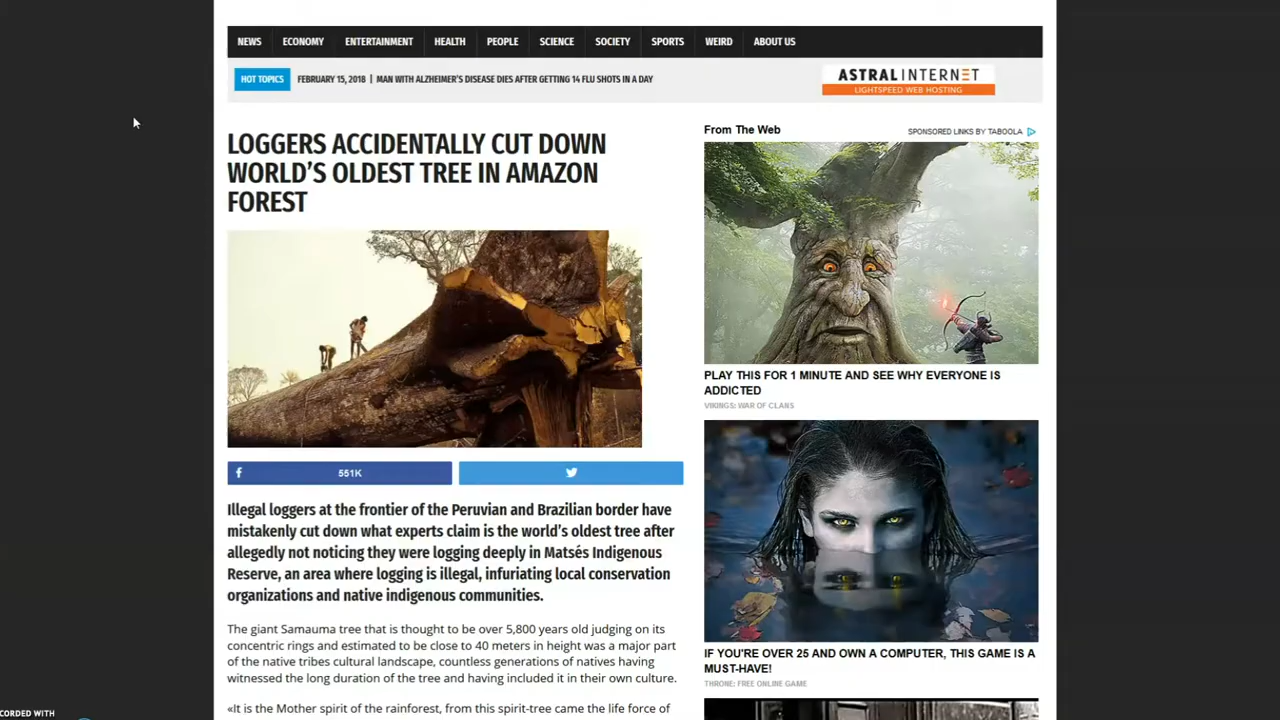 NEWS ECONOMY ENTERTAINMENT HEALTH PEOPLE SCIENCE SOCIETY SPORTS WEIRD ABOUT US
HOT TOPICS FEBRUARY 15, 2018 | MAN WITH ALZHEIMER'S DISEASE DIES AFTER GETTING 14 FLU SHOTS IN A DAY
ASTRAL INTERNET
LIGHTSPEED WEB HOSTING
LOGGERS ACCIDENTALLY CUT DOWN
WORLD'S OLDEST TREE IN AMAZON
FOREST
551K
Illegal loggers at the frontier of the Peruvian and Brazilian border have
mistakenly cut down what experts claim is the world's oldest tree after
allegedly not noticing they were logging deeply in Matsés Indigenous
Reserve, an area where logging is illegal, infuriating local conservation
organizations and native indigenous communities.
The giant Samauma tree that is thought to be over 5,800 years old judging on its
concentric rings and estimated to be close to 40 meters in height was a major part
of the native tribes cultural landscape, countless generations of natives having
witnessed the long duration of the tree and having included it in their own culture.
«It is the Mother spirit of the rainforest, from this spirit-tree came the life force of
From The Web
SPONSORED LINKS BY TABOOLA
PLAY THIS FOR 1 MINUTE AND SEE WHY EVERYONE IS
ADDICTED
VIKINGS: WAR OF CLANS
IF YOU'RE OVER 25 AND OWN A COMPUTER, THIS GAME IS A
MUST-HAVE!
THRONE: FREE ONLINE GAME
CORDED WITH